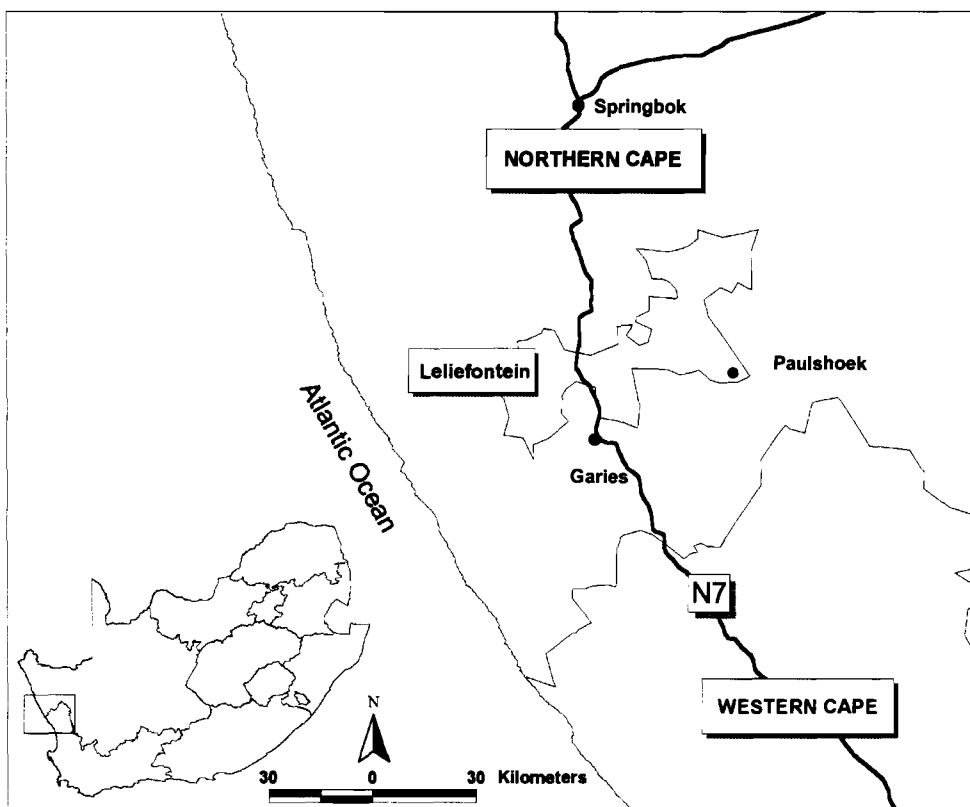 Springbok
NORTHERN CAPE
Leliefontein
Paulshoek
Atlantic Ocean
Garies
N7
WESTERN CAPE
N
30 0 30 Kilometers